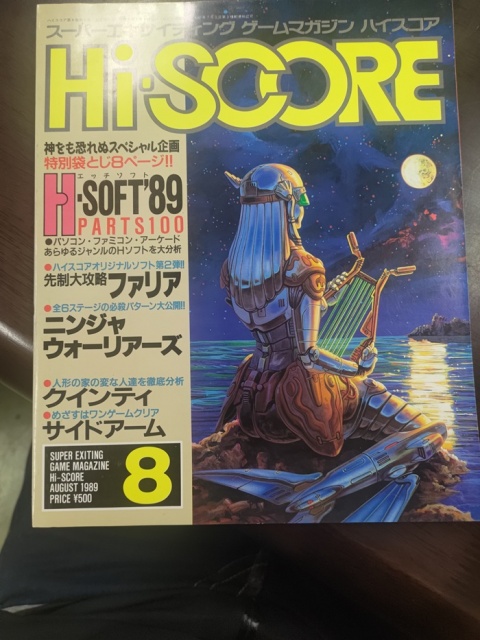 スーパーエキサイティング ゲームマガジン ハイスコア
Hi・SCORE
神をも恐れぬスペシャル企画
特別袋とじ8ページ!!
エッチソフト
H・SOFT'89
PARTS100
●パソコン・ファミコン・アーケード
あらゆるジャンルのHソフトを大分析
●ハイスコアオリジナルソフト第2弾!!
先制大攻略ファリア
●全6ステージの必殺パターン大公開!!
ニンジャ
ウォーリアーズ
●人形の家の変な人達を徹底分析
クインティ
●めざすはワンゲームクリア
サイドアーム
SUPER EXITING
GAME MAGAZINE
Hi-SCORE
AUGUST 1989
PRICE ¥500
8